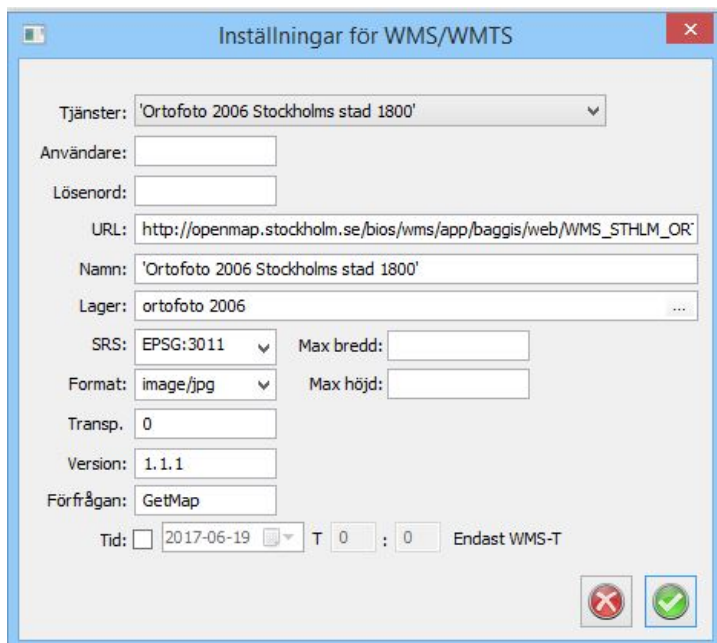 Inställningar för WMS/WMTS
Tjänster: 'Ortofoto 2006 Stockholms stad 1800'
Användare:
Lösenord:
URL: http://openmap.stockholm.se/bios/wms/app/baggis/web/WMS_STHLM_OR
Namn: 'Ortofoto 2006 Stockholms stad 1800'
Lager: ortofoto 2006 ...
SRS: EPSG:3011 Max bredd:
Format: image/jpg Max höjd:
Transp. 0
Version: 1.1.1
Förfrågan: GetMap
Tid: 2017-06-19 T 0 : 0 Endast WMS-T